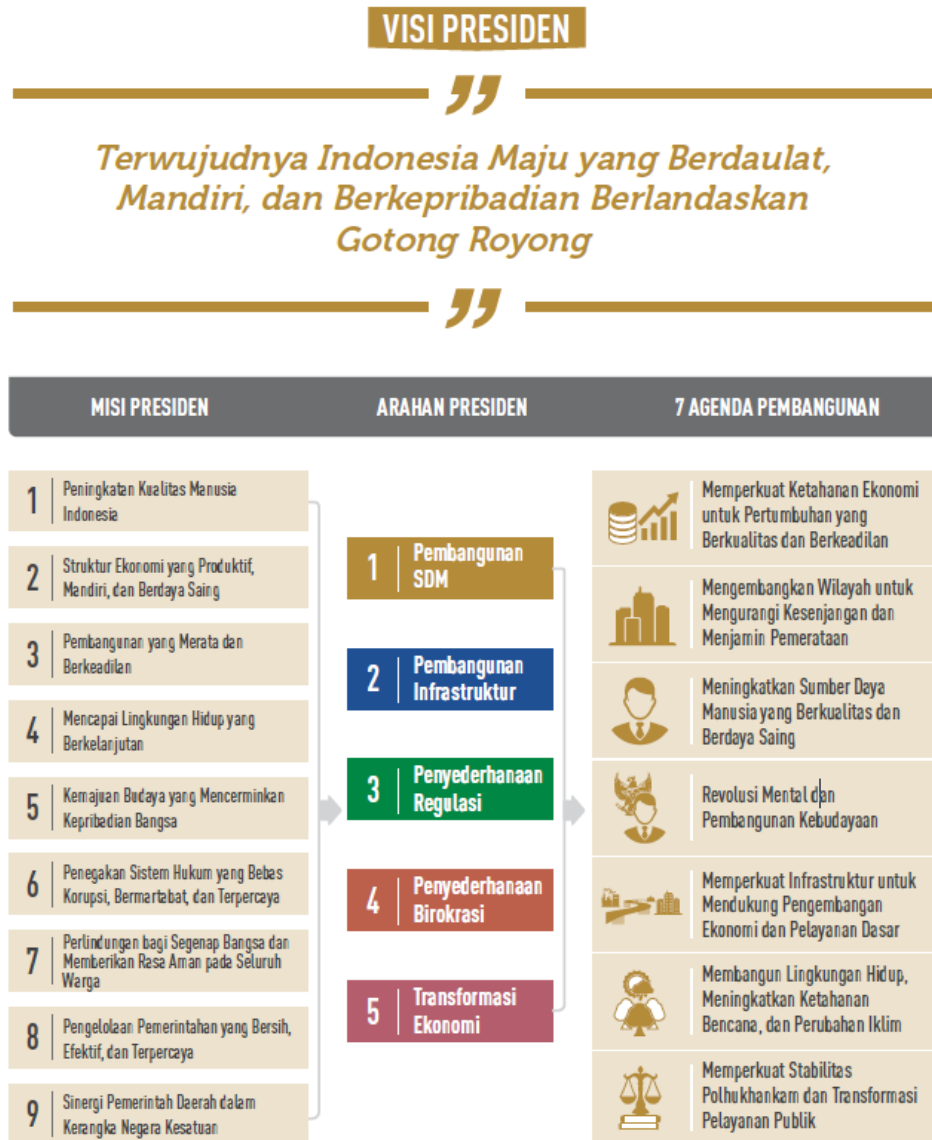 VISI PRESIDEN
”
Terwujudnya Indonesia Maju yang Berdaulat,
Mandiri, dan Berkepribadian Berlandaskan
Gotong Royong
”
MISI PRESIDEN
1
Peningkatan Kualitas Manusia
Indonesia
2
Struktur Ekonomi yang Produktif,
Mandiri, dan Berdaya Saing
3
Pembangunan yang Merata dan
Berkeadilan
4
Mencapai Lingkungan Hidup yang
Berkelanjutan
5
Kemajuan Budaya yang Mencerminkan
Kepribadian Bangsa
6
Penegakan Sistem Hukum yang Bebas
Korupsi, Bermartabat, dan Terpercaya
7
Perlindungan bagi Segenap Bangsa dan
Memberikan Rasa Aman pada Seluruh
Warga
8
Pengelolaan Pemerintahan yang Bersih,
Efektif, dan Terpercaya
9
Sinergi Pemerintah Daerah dalam
Kerangka Negara Kesatuan
ARAHAN PRESIDEN
1
Pembangunan
SDM
2
Pembangunan
Infrastruktur
3
Penyederhanaan
Regulasi
4
Penyederhanaan
Birokrasi
5
Transformasi
Ekonomi
7 AGENDA PEMBANGUNAN
Memperkuat Ketahanan Ekonomi
untuk Pertumbuhan yang
Berkualitas dan Berkeadilan
Mengembangkan Wilayah untuk
Mengurangi Kesenjangan dan
Menjamin Pemerataan
Meningkatkan Sumber Daya
Manusia yang Berkualitas dan
Berdaya Saing
Revolusi Mental dan
Pembangunan Kebudayaan
Memperkuat Infrastruktur untuk
Mendukung Pengembangan
Ekonomi dan Pelayanan Dasar
Membangun Lingkungan Hidup,
Meningkatkan Ketahanan
Bencana, dan Perubahan Iklim
Memperkuat Stabilitas
Polhukhankam dan Transformasi
Pelayanan Publik